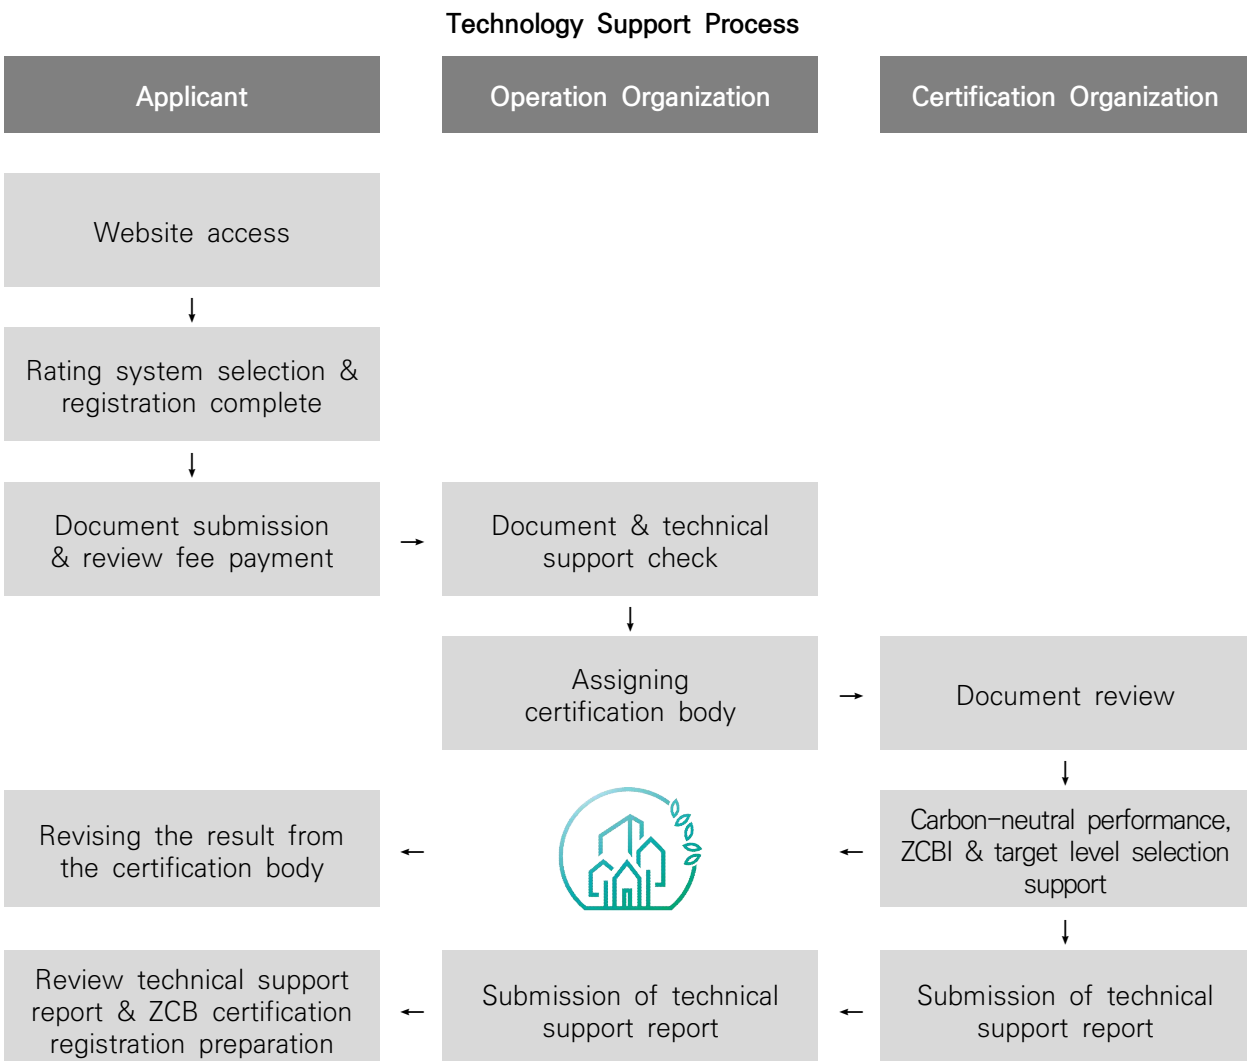 Technology Support Process
Applicant
Operation Organization
Certification Organization
Website access
Rating system selection &
registration complete
Document submission
& review fee payment
Document & technical
support check
Assigning
certification body
Document review
Revising the result from
the certification body
Carbon-neutral performance,
ZCBI & target level selection
support
Review technical support
report & ZCB certification
registration preparation
Submission of technical
support report
Submission of technical
support report